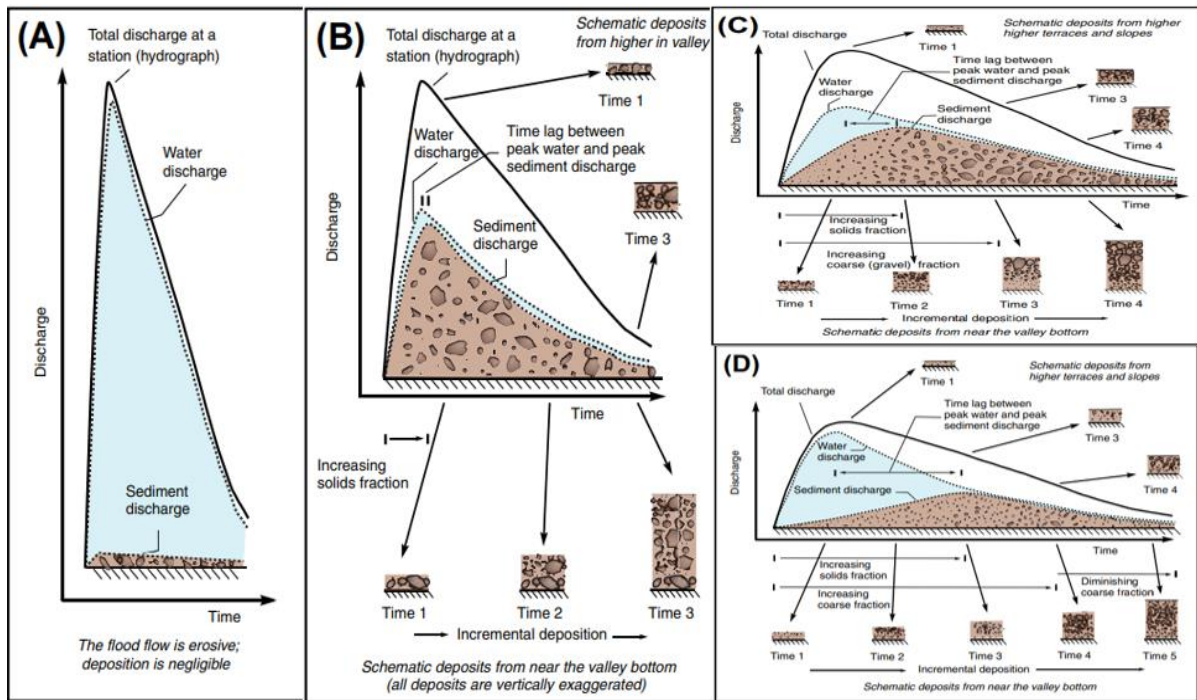 (A)
Total discharge at a
station (hydrograph)
Water
discharge
Sediment
discharge
Discharge
Time
The flood flow is erosive;
deposition is negligible
(B)
Total discharge at a
station (hydrograph)
Schematic deposits
from higher in valley
Time 1
Water
discharge
Time lag between
peak water and peak
sediment discharge
Sediment
discharge
Time 3
Discharge
Time
Increasing
solids fraction
Time 1
Time 2
Time 3
Incremental deposition
Schematic deposits from near the valley bottom
(all deposits are vertically exaggerated)
(C)
Total discharge
Schematic deposits from higher
higher terraces and slopes
Time 1
Time lag between
peak water and peak
sediment discharge
Water
discharge
Sediment
discharge
Time 3
Time 4
Discharge
Time
Increasing
solids fraction
Increasing
coarse (gravel) fraction
Time 1
Time 2
Time 3
Time 4
Incremental deposition
Schematic deposits from near the valley bottom
(D)
Total discharge
Schematic deposits from
higher terraces and slopes
Time 1
Time lag between
peak water and peak
sediment discharge
Water
discharge
Sediment discharge
Time 3
Time 4
Discharge
Time
Increasing
solids fraction
Increasing
coarse fraction
Diminishing
coarse fraction
Time 1
Time 2
Time 3
Time 4
Time 5
Incremental deposition
Schematic deposits from near the valley bottom